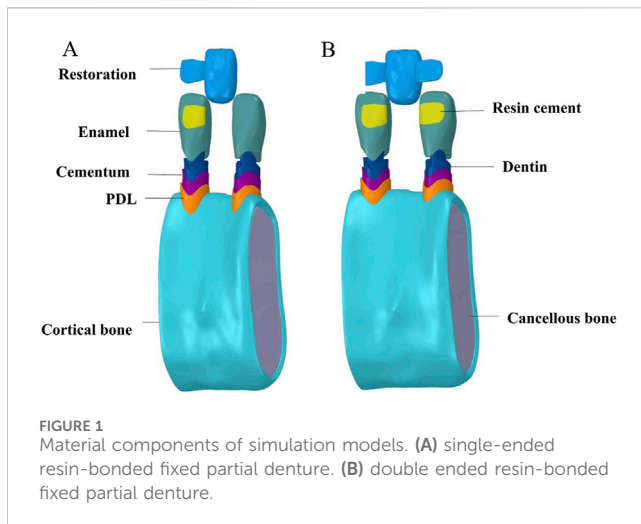 A
B
Restoration
Resin cement
Enamel
Cementum
Dentin
PDL
Cortical bone
Cancellous bone
FIGURE 1
Material components of simulation models. (A) single-ended
resin-bonded fixed partial denture. (B) double ended resin-bonded
fixed partial denture.